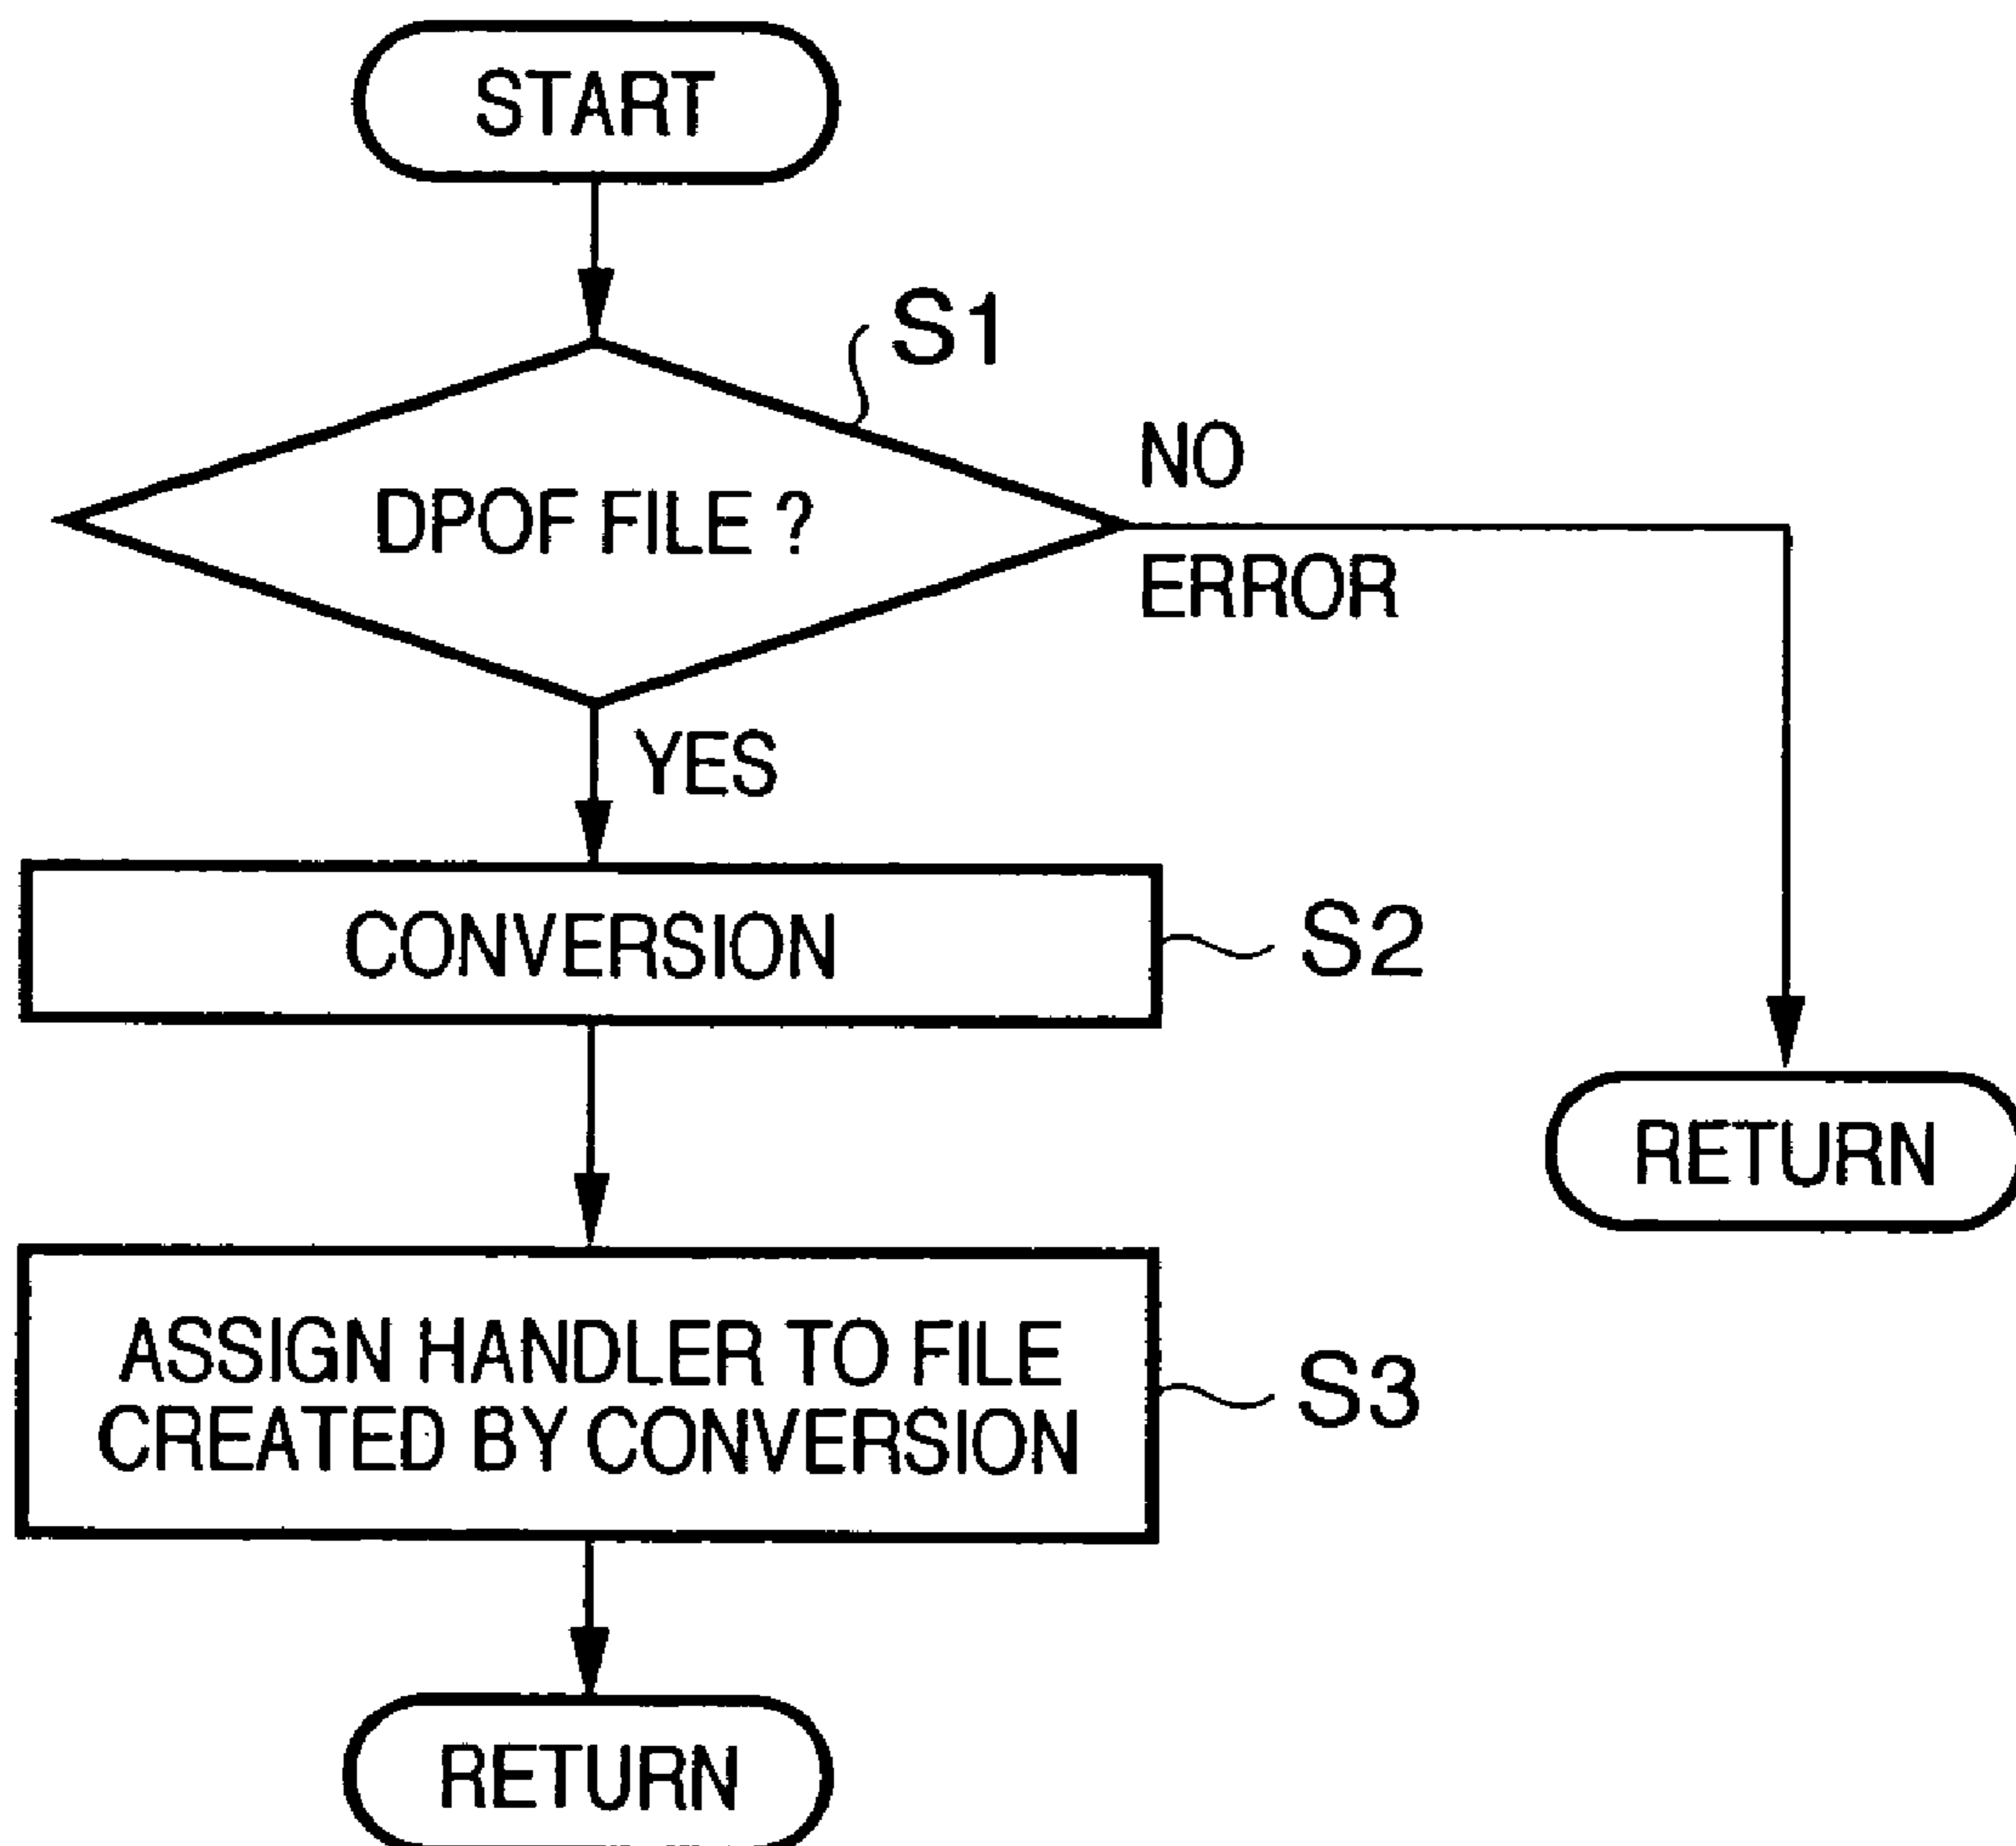 START
S1
DPOF FILE ?
NO
ERROR
YES
CONVERSION
S2
RETURN
ASSIGN HANDLER TO FILE
CREATED BY CONVERSION
S3
RETURN